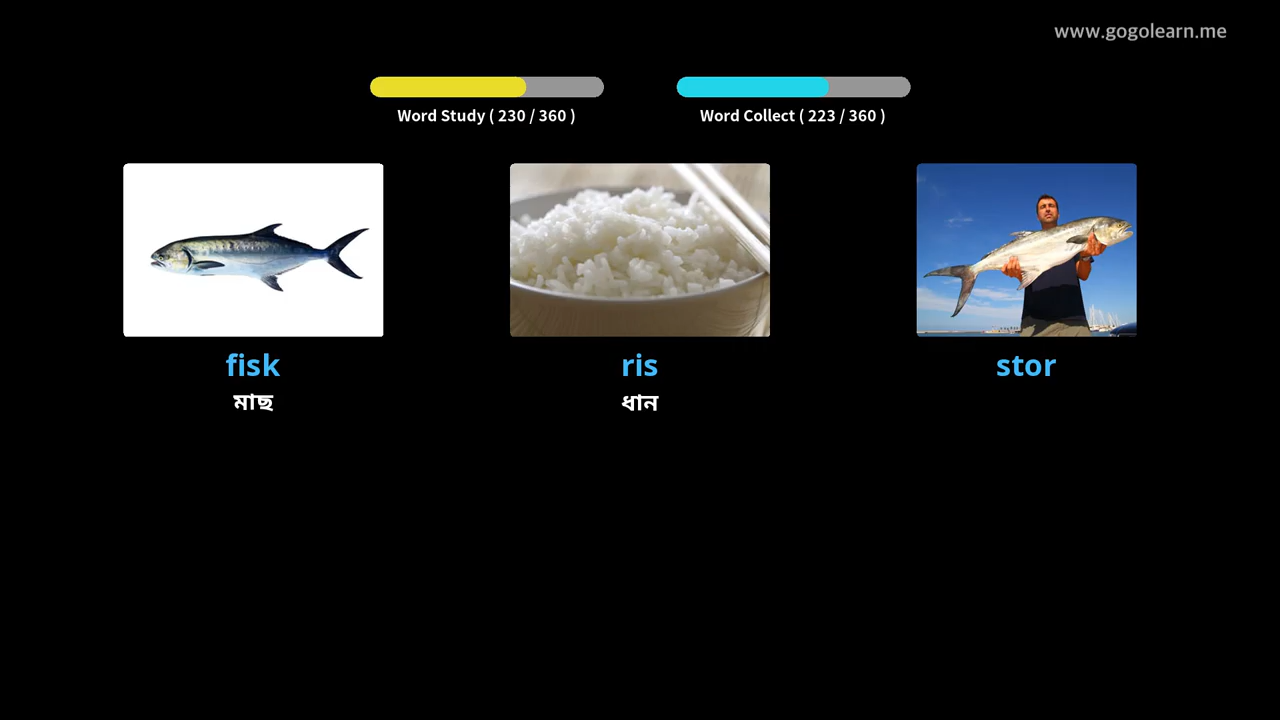 www.gogolearn.me
Word Study ( 230 / 360 )
Word Collect ( 223 / 360 )
fisk
ris
stor
মাছ
ধান